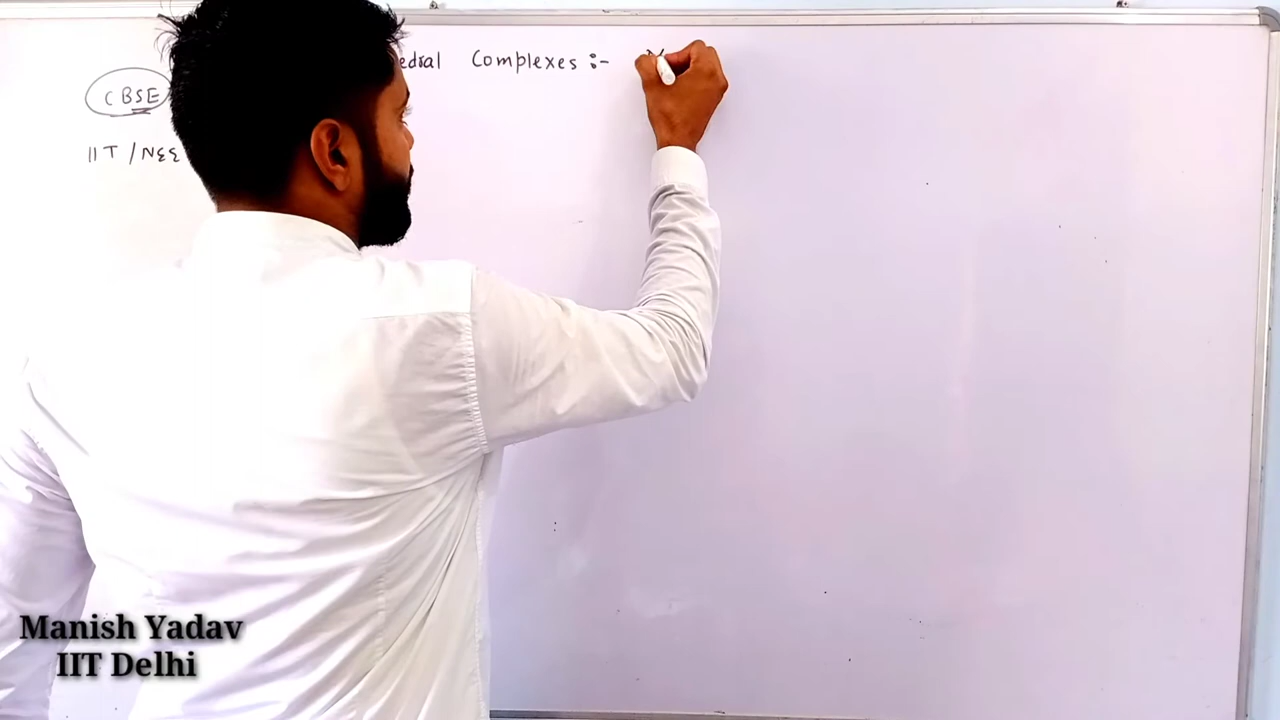 edral Complexes :-
CBSE
IIT / NEE
Manish Yadav
IIT Delhi